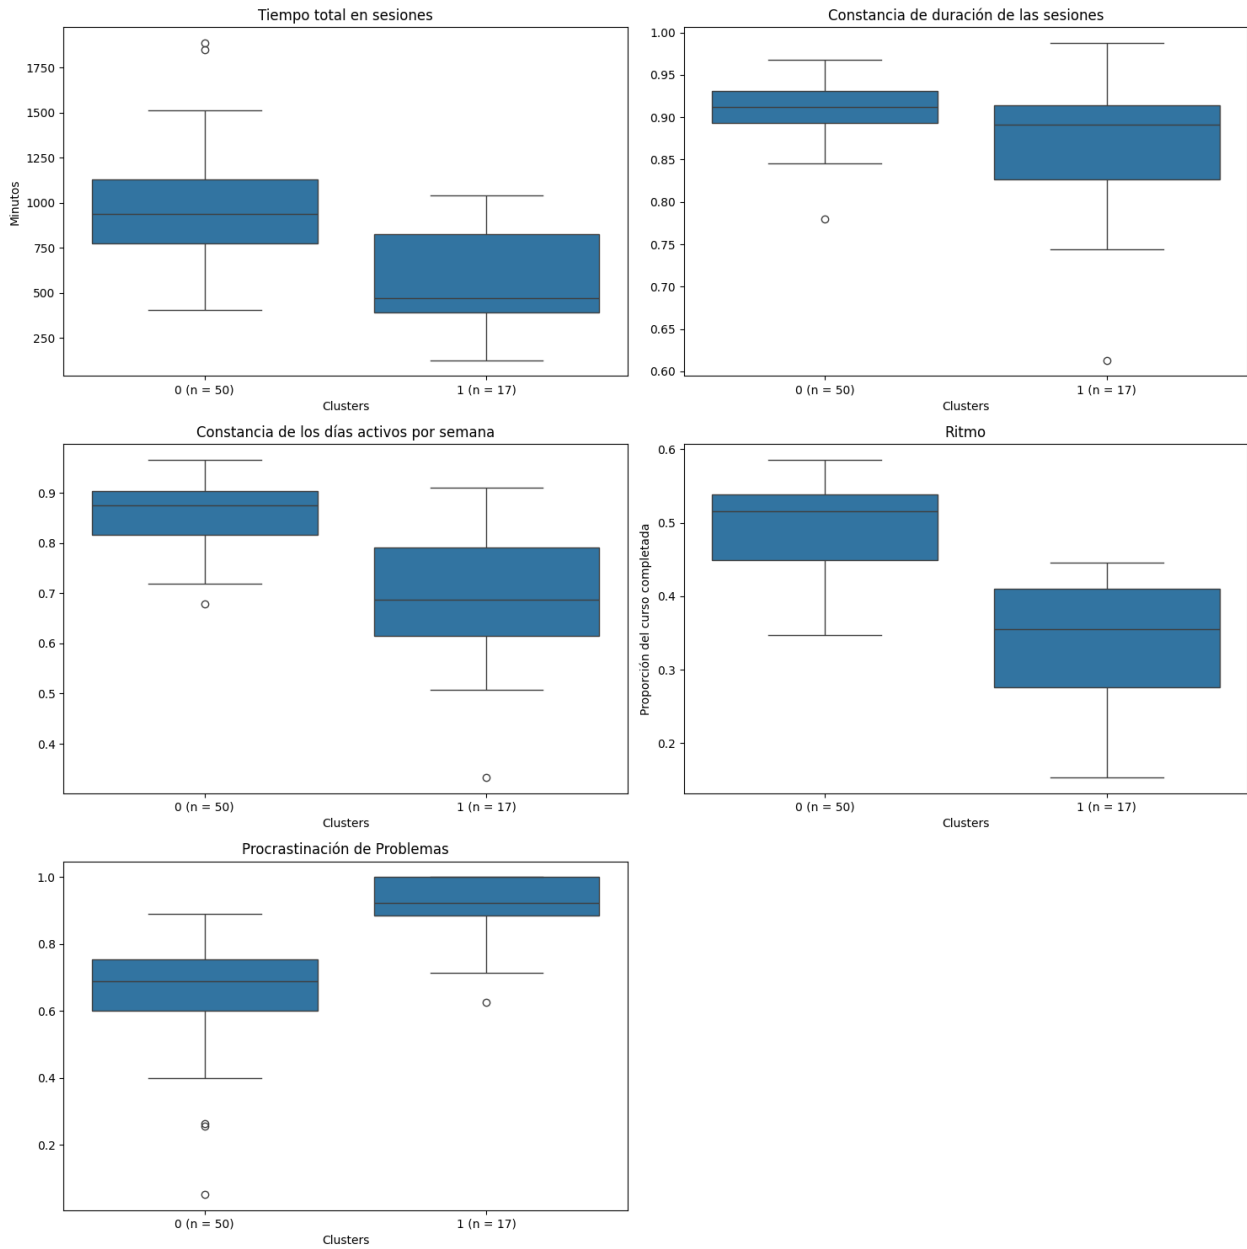 Tiempo total en sesiones
Minutos
1750
1500
1250
1000
750
500
250
0 (n = 50)
1 (n = 17)
Clusters
Constancia de duración de las sesiones
1.00
0.95
0.90
0.85
0.80
0.75
0.70
0.65
0.60
0 (n = 50)
1 (n = 17)
Clusters
Constancia de los días activos por semana
0.9
0.8
0.7
0.6
0.5
0.4
0 (n = 50)
1 (n = 17)
Clusters
Ritmo
Proporción del curso completada
0.6
0.5
0.4
0.3
0.2
0 (n = 50)
1 (n = 17)
Clusters
Procrastinación de Problemas
1.0
0.8
0.6
0.4
0.2
0 (n = 50)
1 (n = 17)
Clusters